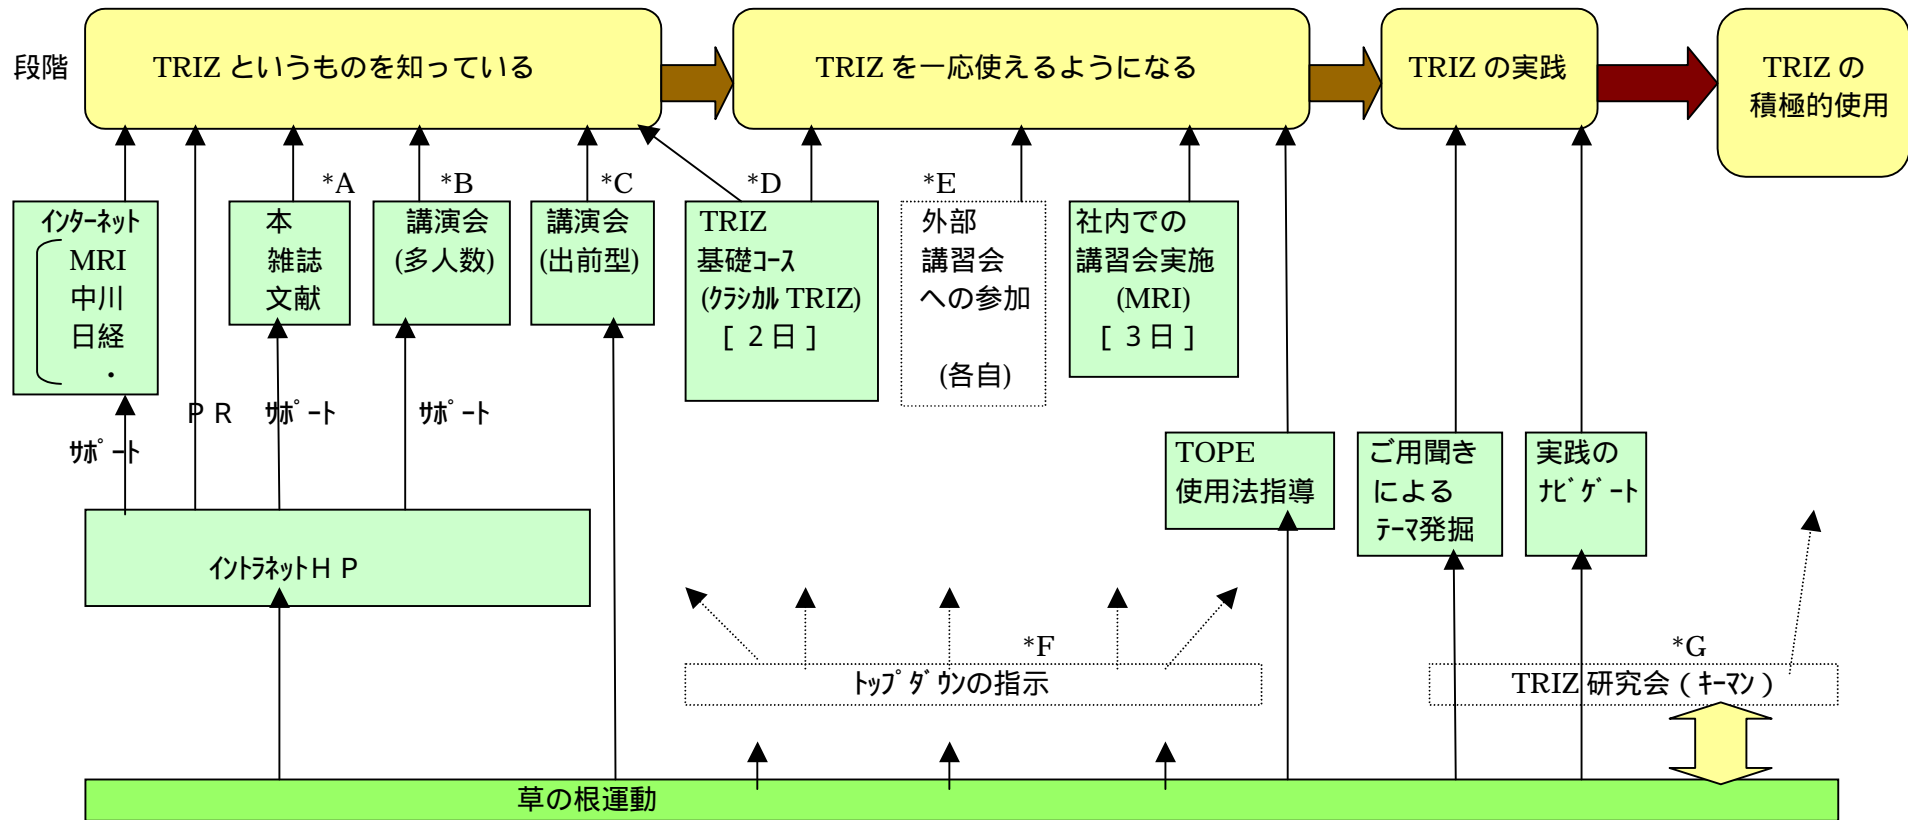 段階
TRIZ というものを知っている
TRIZ を一応使えるようになる
TRIZ の実践
TRIZ の
積極的使用
*A
*B
*C
*D
*E
インターネット
MRI
中川
日経
・
本
雑誌
文献
講演会
(多人数)
講演会
(出前型)
TRIZ
基礎コース
(クラシカル TRIZ)
[ 2日 ]
外部
講習会
への参加
(各自)
社内での
講習会実施
(MRI)
[ 3日 ]
サポート
PR
サポート
サポート
TOPE
使用法指導
ご用聞き
による
テーマ発掘
実践の
ナビゲート
イントラネットHP
*F
トップダウンの指示
*G
TRIZ 研究会 ( キーマン )
草の根運動